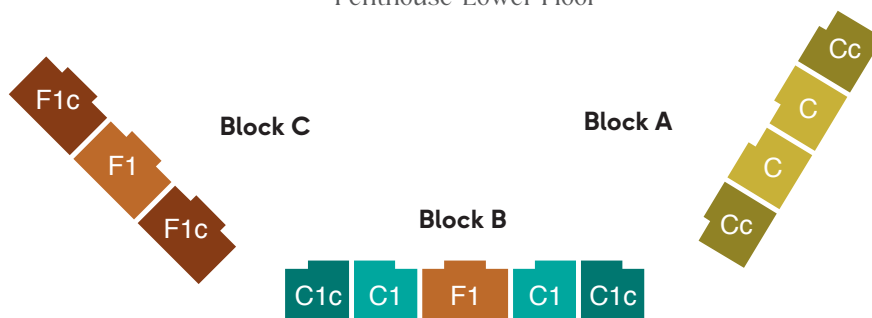 Penthouse Lower Floor
Cc
F1c
C
Block A
Block C
F1
C
F1c
Block B
Cc
C1c C1 F1 C1 C1c